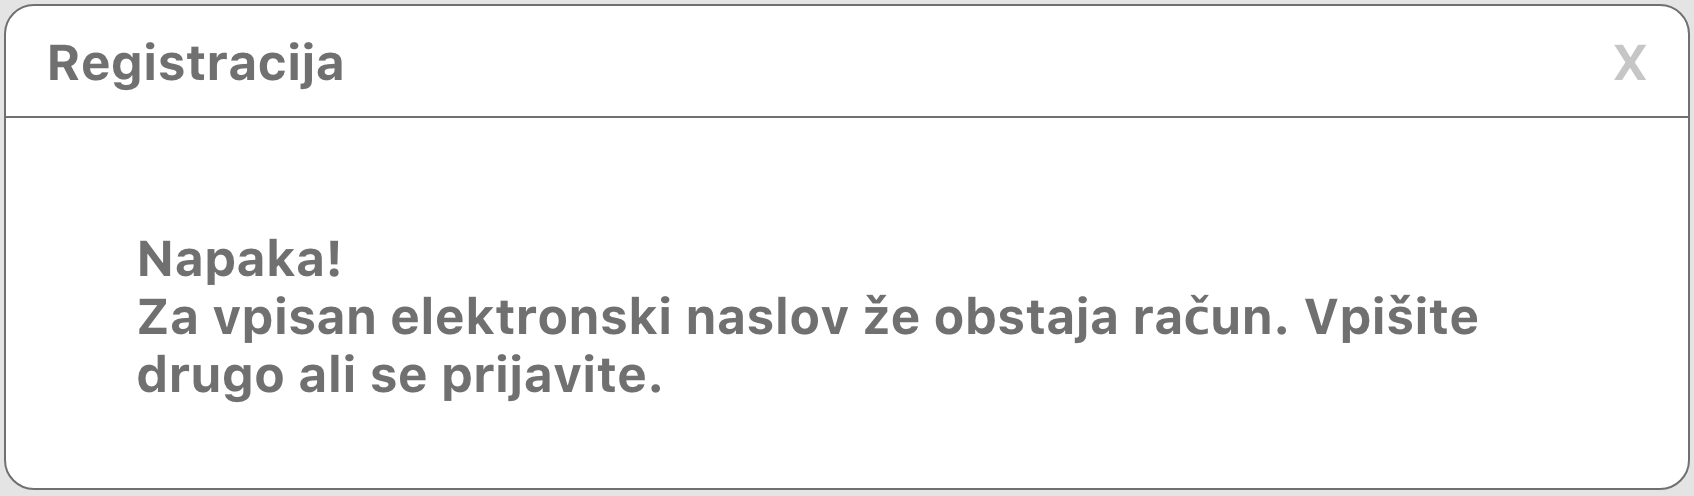 Registracija X
Napaka!
Za vpisan elektronski naslov že obstaja račun. Vpišite
drugo ali se prijavite.